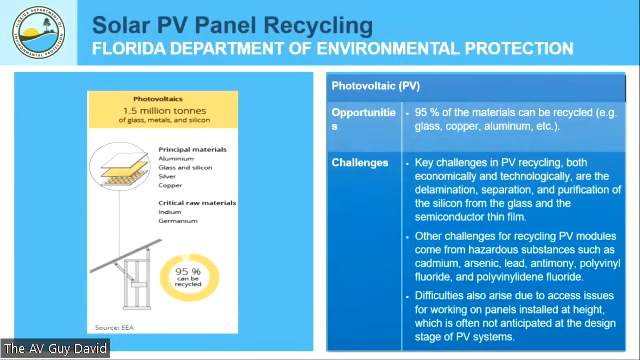 Solar PV Panel Recycling
FLORIDA DEPARTMENT OF ENVIRONMENTAL PROTECTION
Photovoltaics
1.5 million tonnes
of glass, metals, and silicon
Principal materials
Aluminium
Glass and silicon
Silver
Copper
Critical raw materials
Indium
Germanium
95 %
can be
recycled
Source: EEA
Photovoltaic (PV)
Opportunitie
s
• 95 % of the materials can be recycled (e.g.
glass, copper, aluminum, etc.).
Challenges
• Key challenges in PV recycling, both
economically and technologically, are the
delamination, separation, and purification of
the silicon from the glass and the
semiconductor thin film.
• Other challenges for recycling PV modules
come from hazardous substances such as
cadmium, arsenic, lead, antimony, polyvinyl
fluoride, and polyvinylidene fluoride.
• Difficulties also arise due to access issues
for working on panels installed at height,
which is often not anticipated at the design
stage of PV systems.
The AV Guy David